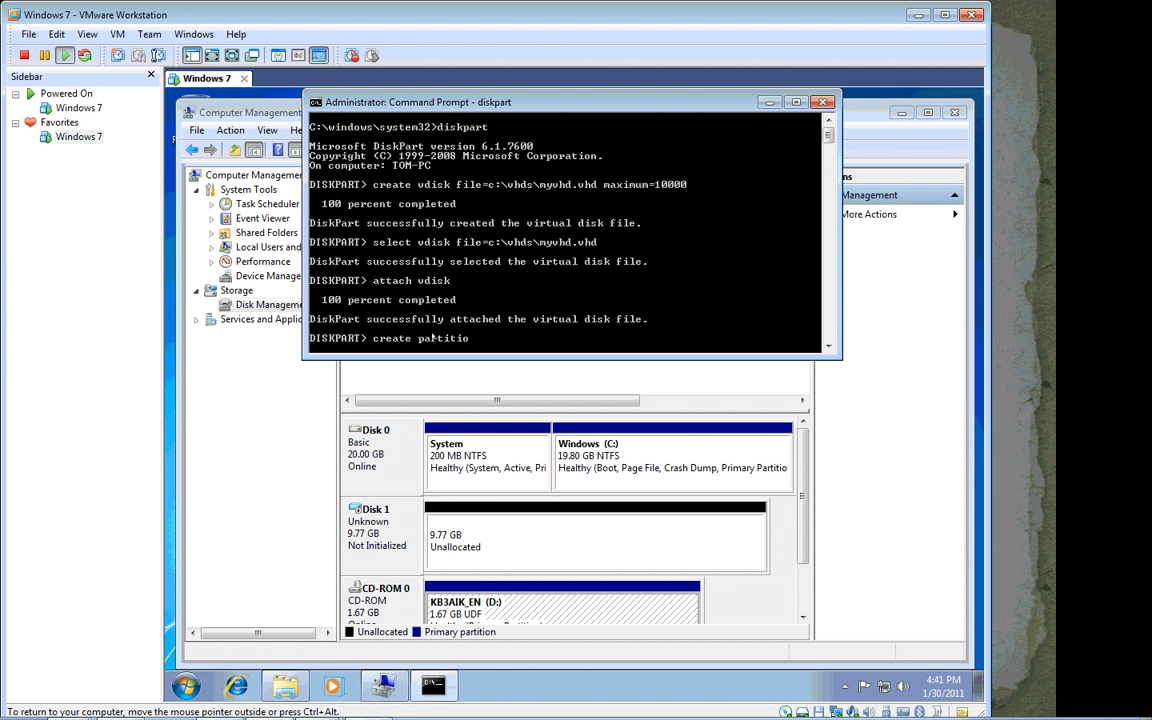 Windows 7 - VMware Workstation
File Edit View VM Team Windows Help
Sidebar
Powered On
Windows 7
Favorites
Windows 7
Windows 7
Computer Management
File Action View He
Computer Management
System Tools
Task Scheduler
Event Viewer
Shared Folders
Local Users and
Performance
Device Manage
Storage
Disk Manageme
Services and Applic
Administrator: Command Prompt - diskpart
C:\windows\system32>diskpart
Microsoft DiskPart version 6.1.7600
Copyright (C) 1999-2008 Microsoft Corporation.
On computer: TOM-PC
DISKPART> create vdisk file=c:\vhds\myvhd.vhd maximum=10000
100 percent completed
DiskPart successfully created the virtual disk file.
DISKPART> select vdisk file=c:\vhds\myvhd.vhd
DiskPart successfully selected the virtual disk file.
DISKPART> attach vdisk
100 percent completed
DiskPart successfully attached the virtual disk file.
DISKPART> create partitio
ns
Management
More Actions
Disk 0
Basic
20.00 GB
Online
System
200 MB NTFS
Healthy (System, Active, Pri
Windows (C:)
19.80 GB NTFS
Healthy (Boot, Page File, Crash Dump, Primary Partitio
Disk 1
Unknown
9.77 GB
Not Initialized
9.77 GB
Unallocated
CD-ROM 0
CD-ROM
1.67 GB
KB3AIK_EN (D:)
1.67 GB UDF
Unallocated Primary partition
4:41 PM
1/30/2011
To return to your computer, move the mouse pointer outside or press Ctrl+Alt.